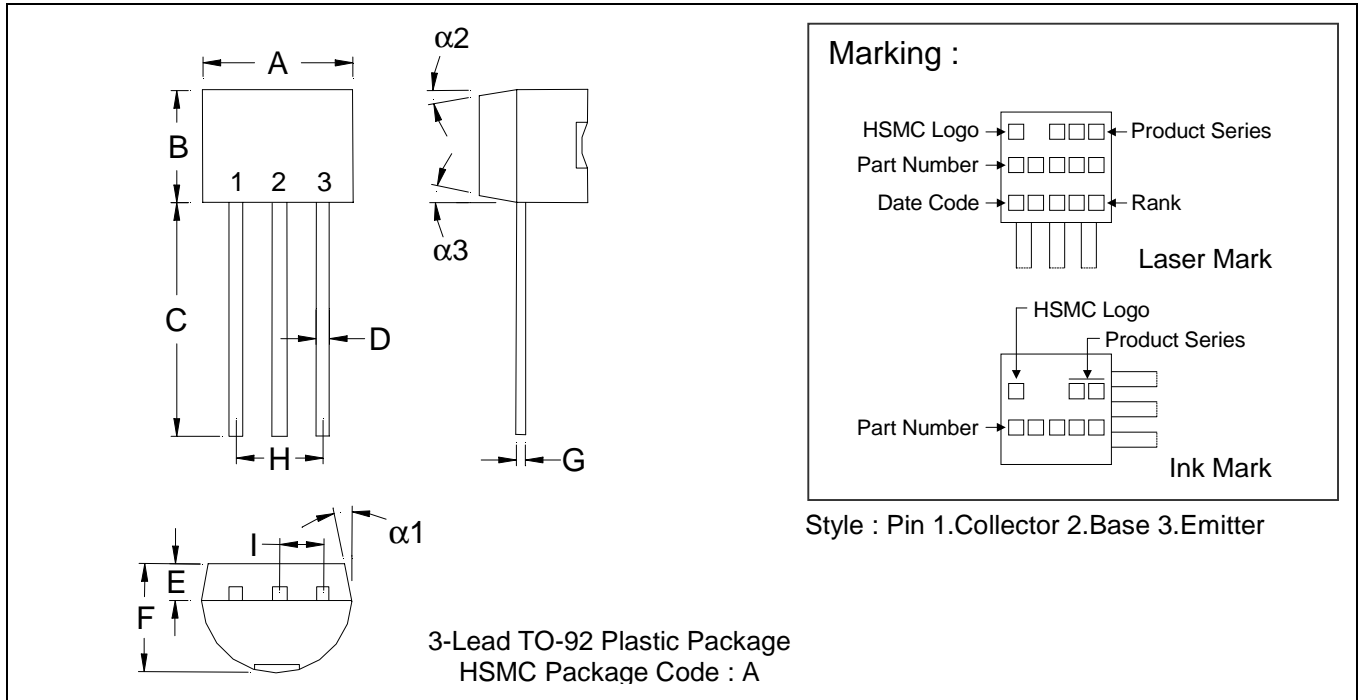 α2
A
B
1 2 3
α3
C
D
H
G
α1
I
E
F
3-Lead TO-92 Plastic Package
HSMC Package Code : A
Marking :
HSMC Logo
Product Series
Part Number
Date Code
Rank
Laser Mark
HSMC Logo
Product Series
Part Number
Ink Mark
Style : Pin 1.Collector 2.Base 3.Emitter